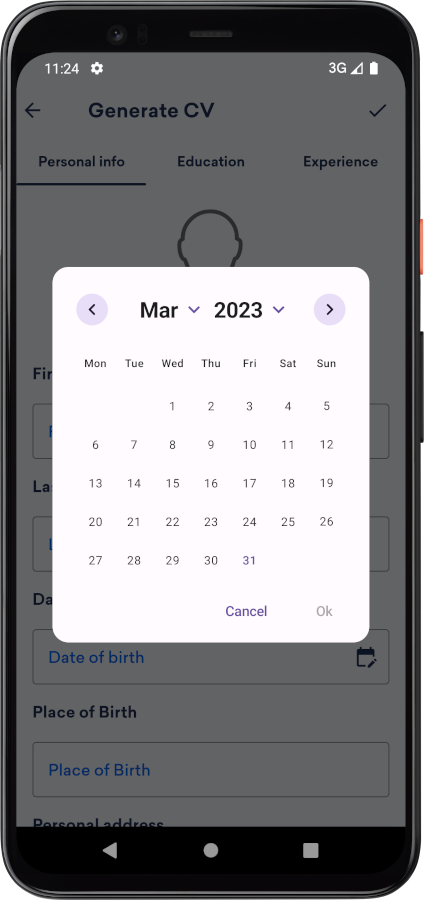 11:24 3G
Generate CV
Personal info Education Experience
Mar 2023
Mon Tue Wed Thu Fri Sat Sun
1 2 3 4 5
6 7 8 9 10 11 12
13 14 15 16 17 18 19
20 21 22 23 24 25 26
27 28 29 30 31
Cancel Ok
Fir
Las
Da
Date of birth
Place of Birth
Place of Birth
Personal address